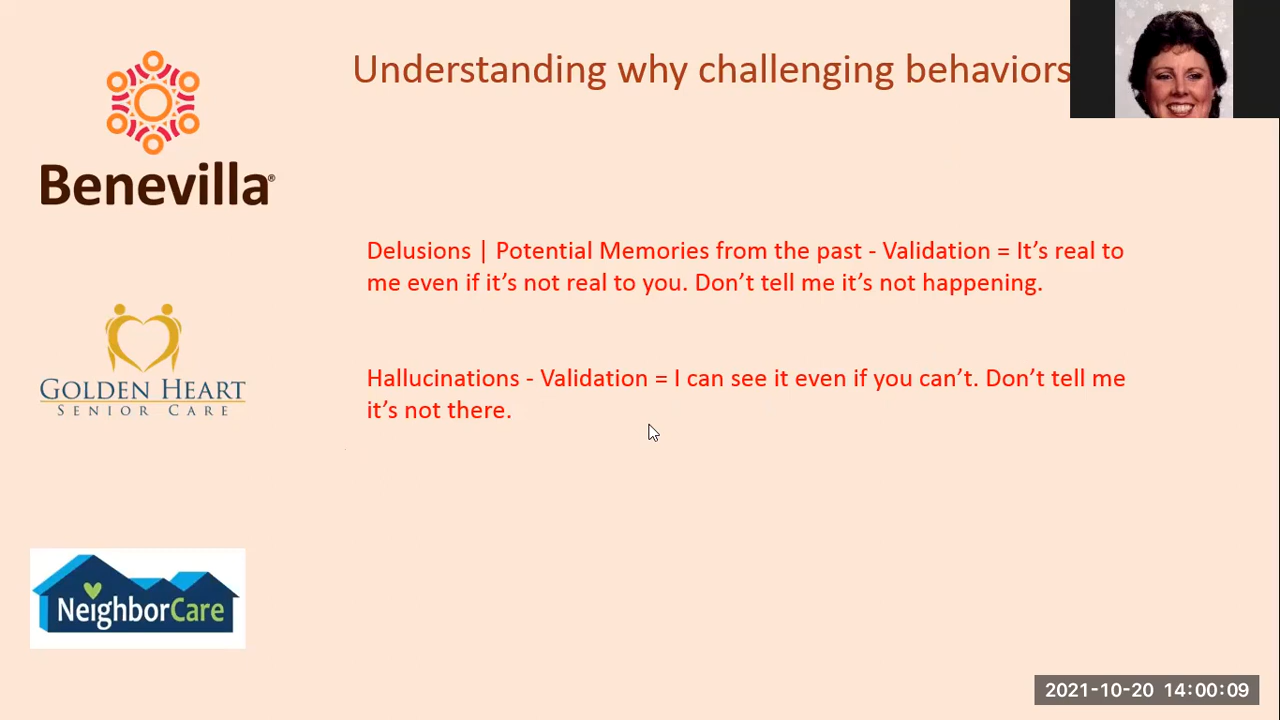 Understanding why challenging behaviors
Benevilla®
Delusions | Potential Memories from the past - Validation = It’s real to
me even if it’s not real to you. Don’t tell me it’s not happening.
GOLDEN HEART
SENIOR CARE
Hallucinations - Validation = I can see it even if you can’t. Don’t tell me
it’s not there.
NeighborCare
2021-10-20 14:00:09